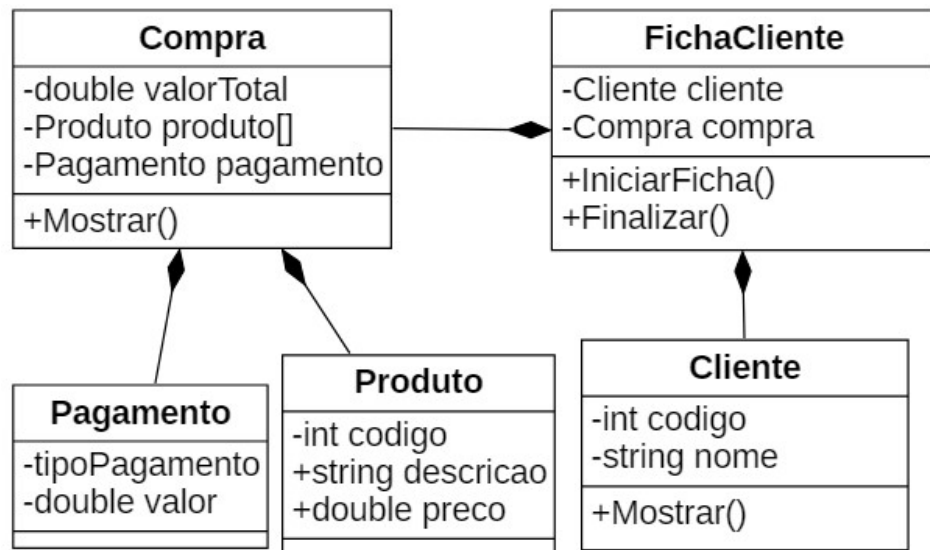 Compra
-double valorTotal
-Produto produto[]
-Pagamento pagamento
+Mostrar()
FichaCliente
-Cliente cliente
-Compra compra
+IniciarFicha()
+Finalizar()
Pagamento
-tipoPagamento
-double valor
Produto
-int codigo
+string descricao
+double preco
Cliente
-int codigo
-string nome
+Mostrar()